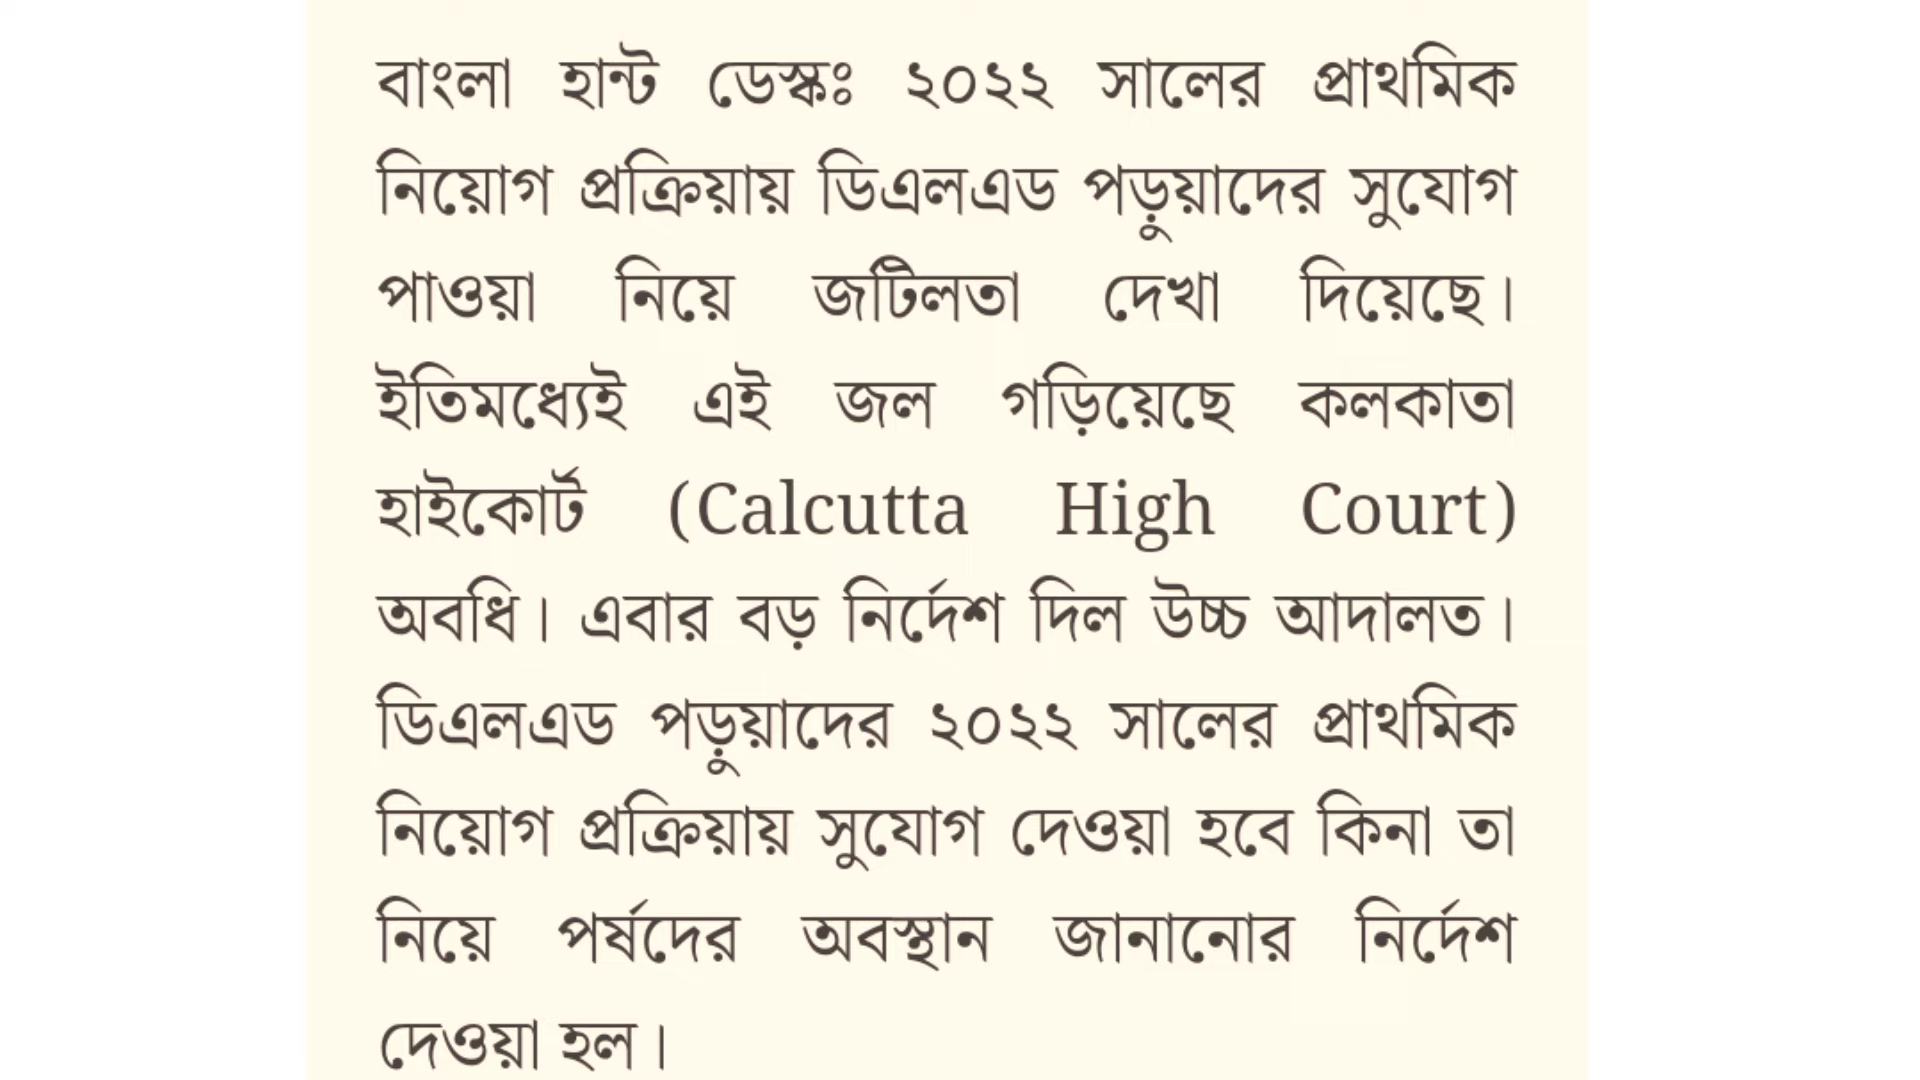 বাংলা হান্ট ডেস্কঃ ২০২২ সালের প্রাথমিক
নিয়োগ প্রক্রিয়ায় ডিএলএড পড়ুয়াদের সুযোগ
পাওয়া নিয়ে জটিলতা দেখা দিয়েছে।
ইতিমধ্যেই এই জল গড়িয়েছে কলকাতা
হাইকোর্ট (Calcutta High Court)
অবধি। এবার বড় নির্দেশ দিল উচ্চ আদালত।
ডিএলএড পড়ুয়াদের ২০২২ সালের প্রাথমিক
নিয়োগ প্রক্রিয়ায় সুযোগ দেওয়া হবে কিনা তা
নিয়ে পর্ষদের অবস্থান জানানোর নির্দেশ
দেওয়া হল।